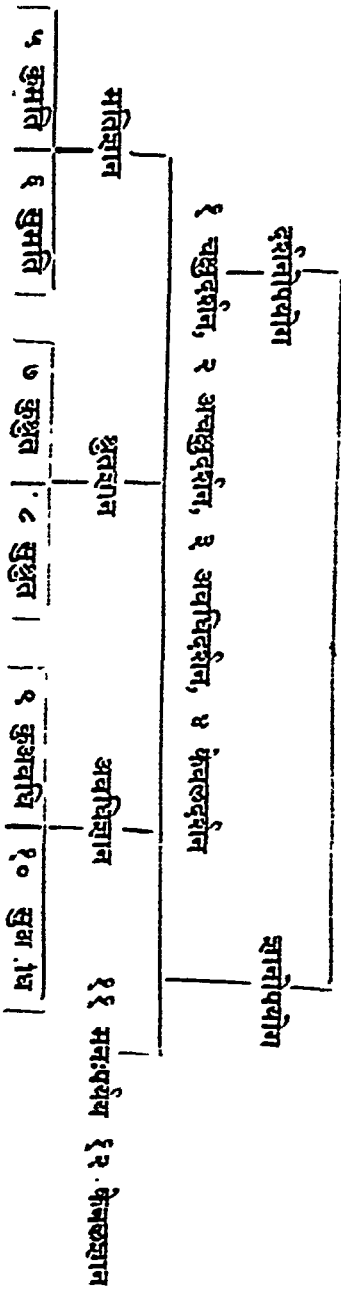 दर्शनोपयोग ज्ञानोपयोग
१ चक्षुर्दर्शन, २ अचक्षुर्दर्शन, ३ अवधिदर्शन, ४ केवलदर्शन
मतिज्ञान श्रुतज्ञान अवधिज्ञान ११ मनःपर्यय १२ केवलज्ञान
५ कुमति ६ सुमति ७ कुश्रुत ८ सुश्रुत ९ कुअवधि १०